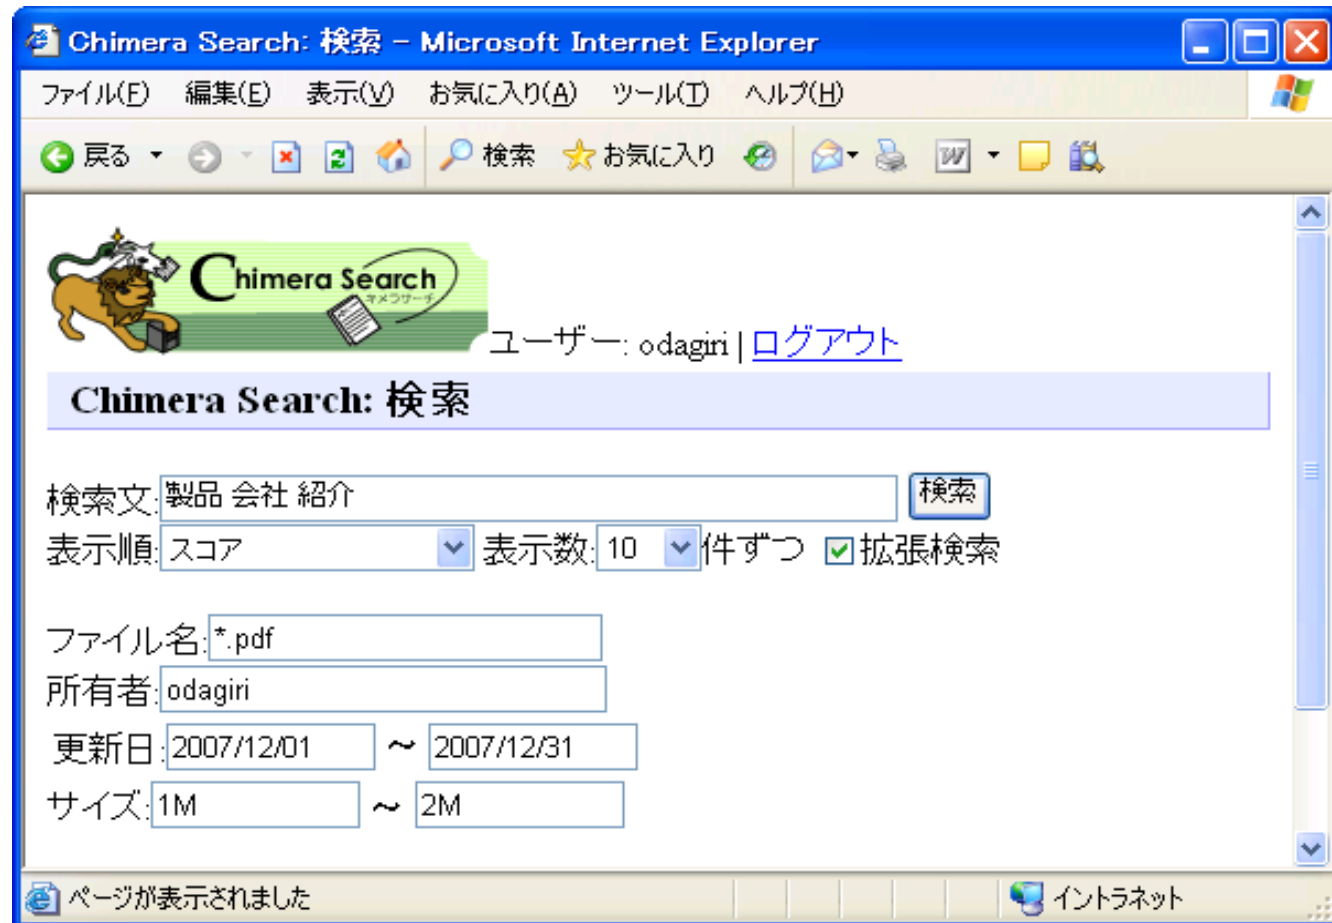 Chimera Search: 検索 - Microsoft Internet Explorer
ファイル(F) 編集(E) 表示(V) お気に入り(A) ツール(T) ヘルプ(H)
戻る 検索 お気に入り W
Chimera Search
キメラサーチ
ユーザー: odagiri | ログアウト
Chimera Search: 検索
検索文: 製品 会社 紹介 検索
表示順: スコア 表示数: 10 件ずつ 拡張検索
ファイル名: *.pdf
所有者: odagiri
更新日: 2007/12/01 ~ 2007/12/31
サイズ: 1M ~ 2M
ページが表示されました イントラネット